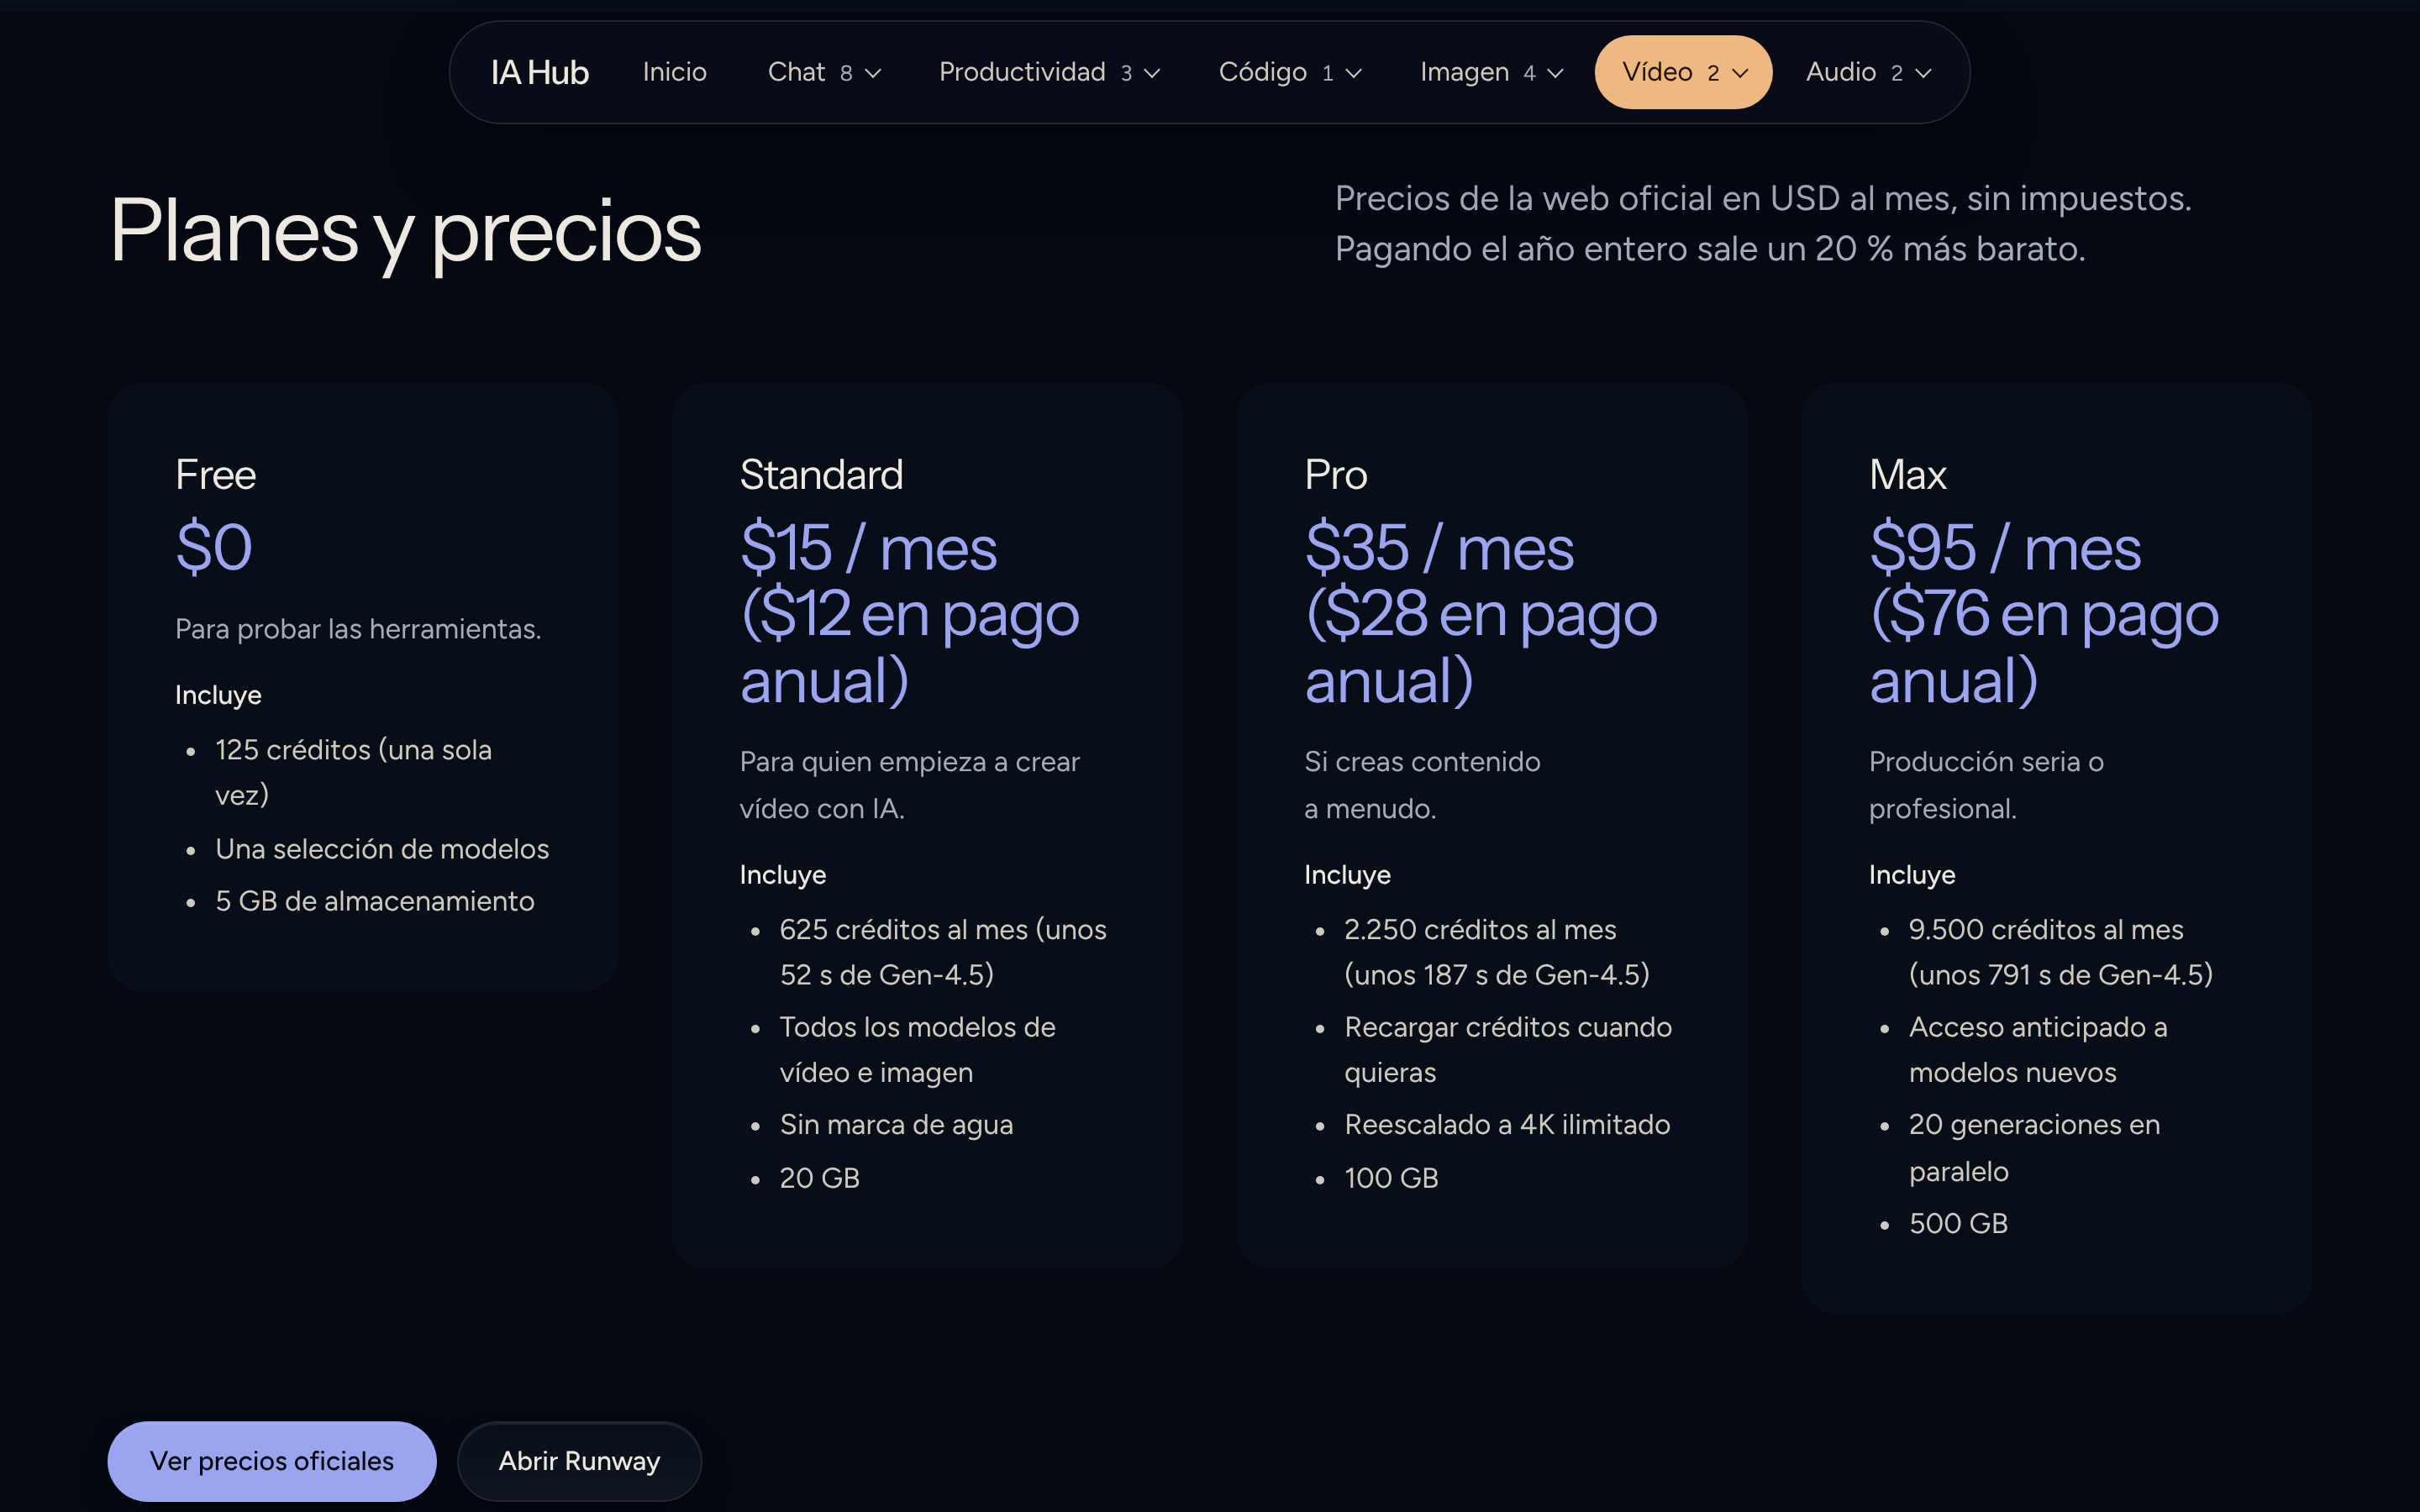 IA Hub Inicio Chat 8 Productividad 3 Código 1 Imagen 4 Vídeo 2 Audio 2
Planes y precios
Precios de la web oficial en USD al mes, sin impuestos.
Pagando el año entero sale un 20 % más barato.
Free
$0
Para probar las herramientas.
Incluye
125 créditos (una sola
vez)
Una selección de modelos
5 GB de almacenamiento
Standard
$15 / mes
($12 en pago
anual)
Para quien empieza a crear
vídeo con IA.
Incluye
625 créditos al mes (unos
52 s de Gen-4.5)
Todos los modelos de
vídeo e imagen
Sin marca de agua
20 GB
Pro
$35 / mes
($28 en pago
anual)
Si creas contenido
a menudo.
Incluye
2.250 créditos al mes
(unos 187 s de Gen-4.5)
Recargar créditos cuando
quieras
Reescalado a 4K ilimitado
100 GB
Max
$95 / mes
($76 en pago
anual)
Producción seria o
profesional.
Incluye
9.500 créditos al mes
(unos 791 s de Gen-4.5)
Acceso anticipado a
modelos nuevos
20 generaciones en
paralelo
500 GB
Ver precios oficiales
Abrir Runway